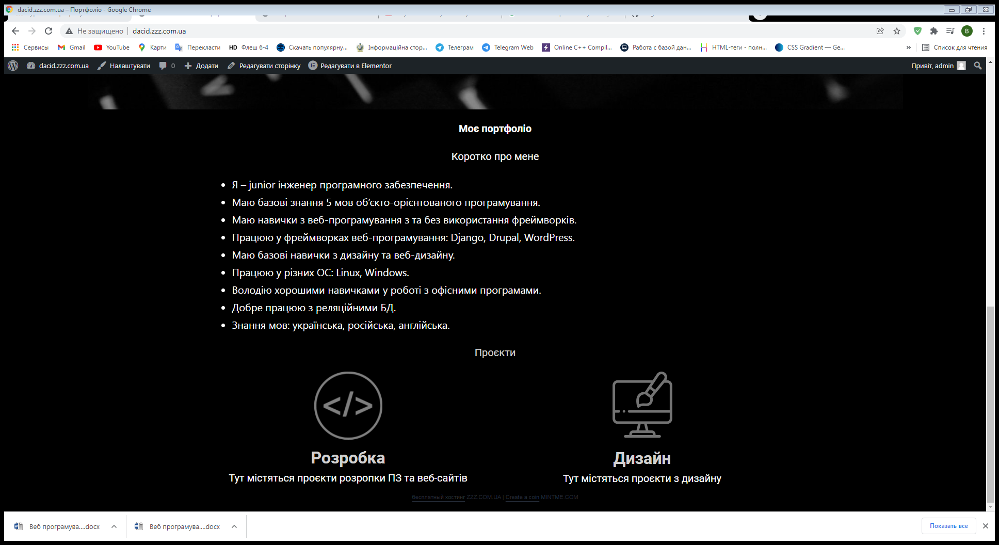 dacid.zzz.com.ua – Портфоліо - Google Chrome
Не защищено | dacid.zzz.com.ua
B
Сервисы Gmail YouTube Карти Перекласти HD Флеш 6-4 Скачать популярну... Інформаційна стор... Телеграм Telegram Web Online C++ Compil... Работа с базой дан... HTML-теги - полн... CSS Gradient — Ge... » Список для чтения
dacid.zzz.com.ua Налаштувати 0 Додати Редагувати сторінку Редагувати в Elementor Привіт, admin
Моє портфоліо
Коротко про мене
• Я – junior інженер програмного забезпечення.
• Маю базові знання 5 мов об’єкто-орієнтованого програмування.
• Маю навички з веб-програмування з та без використання фреймворків.
• Працюю у фреймворках веб-програмування: Django, Drupal, WordPress.
• Маю базові навички з дизайну та веб-дизайну.
• Працюю у різних ОС: Linux, Windows.
• Володію хорошими навичками у роботі з офісними програмами.
• Добре працюю з реляційними БД.
• Знання мов: українська, російська, англійська.
Проєкти
</>
Розробка
Тут містяться проєкти розропки ПЗ та веб-сайтів
Дизайн
Тут містяться проєкти з дизайну
бесплатный хостинг ZZZ.COM.UA | Create a coin MINTME.COM
Веб програмува....docx Веб програмува....docx Показать все